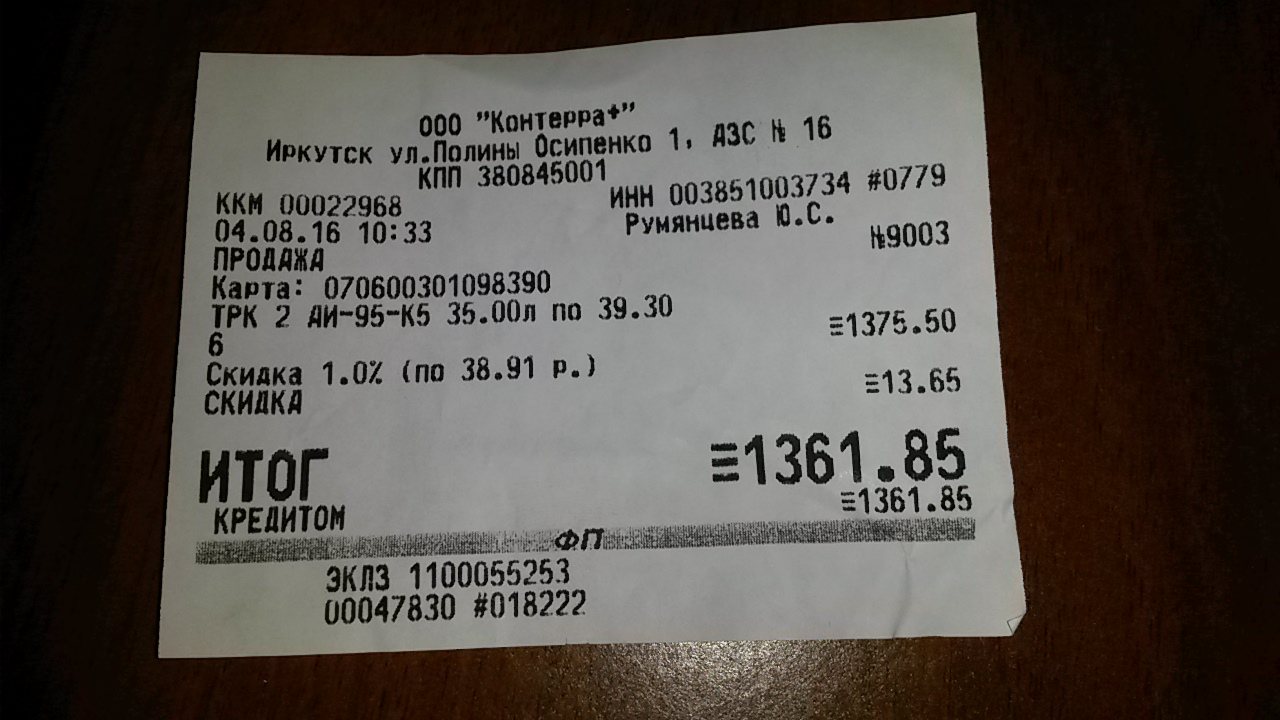 ООО "Контерра+"
Иркутск ул.Полины Осипенко 1, АЗС № 16
КПП 380845001
ККМ 00022968 ИНН 003851003734 #0779
04.08.16 10:33 Румянцева Ю.С.
ПРОДАЖА №9003
Карта: 070600301098390
ТРК 2 АИ-95-К5 35.00л по 39.30
6 ≡1375.50
Скидка 1.0% (по 38.91 р.)
СКИДКА ≡13.65
ИТОГ ≡1361.85
КРЕДИТОМ ≡1361.85
ФП
ЭКЛЗ 1100055253
00047830 #018222